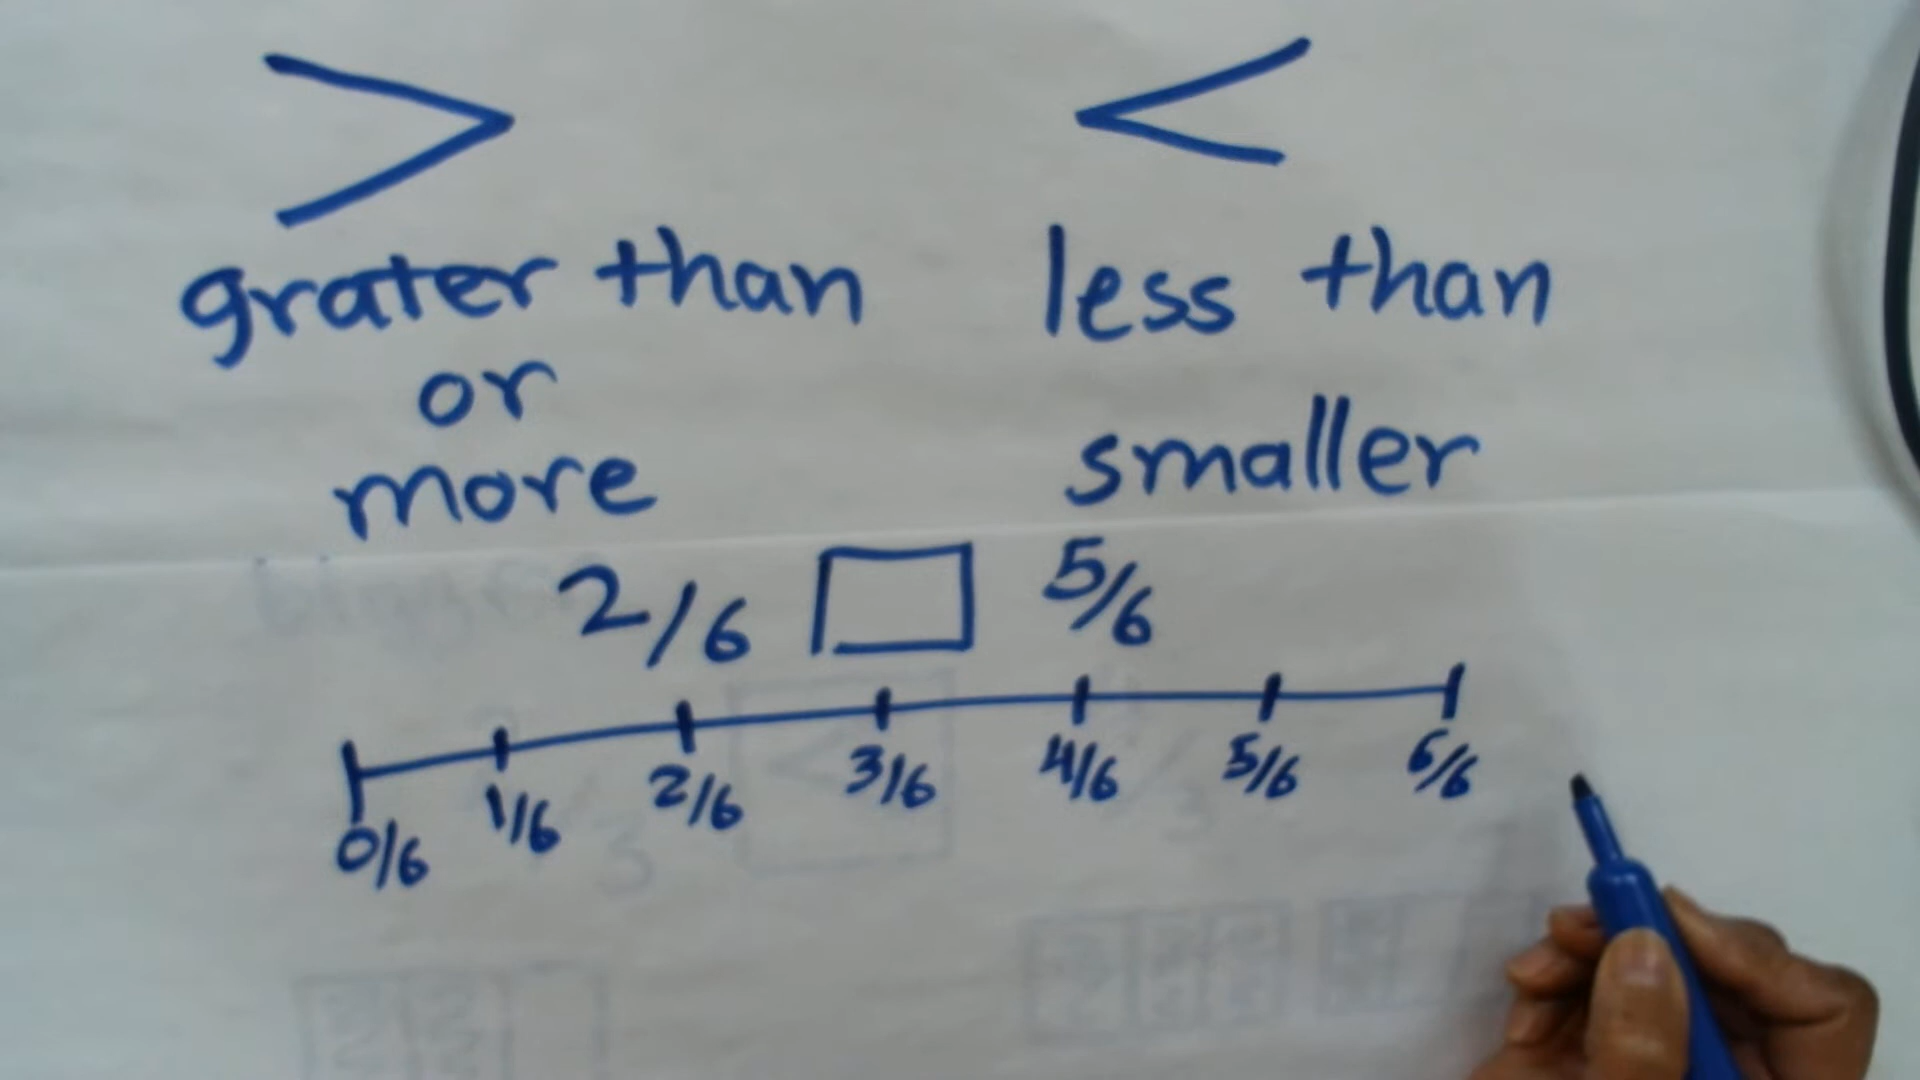 > <
grater than less than
or
more smaller
2/6 □ 5/6
0/6 1/6 2/6 3/6 4/6 5/6 6/6